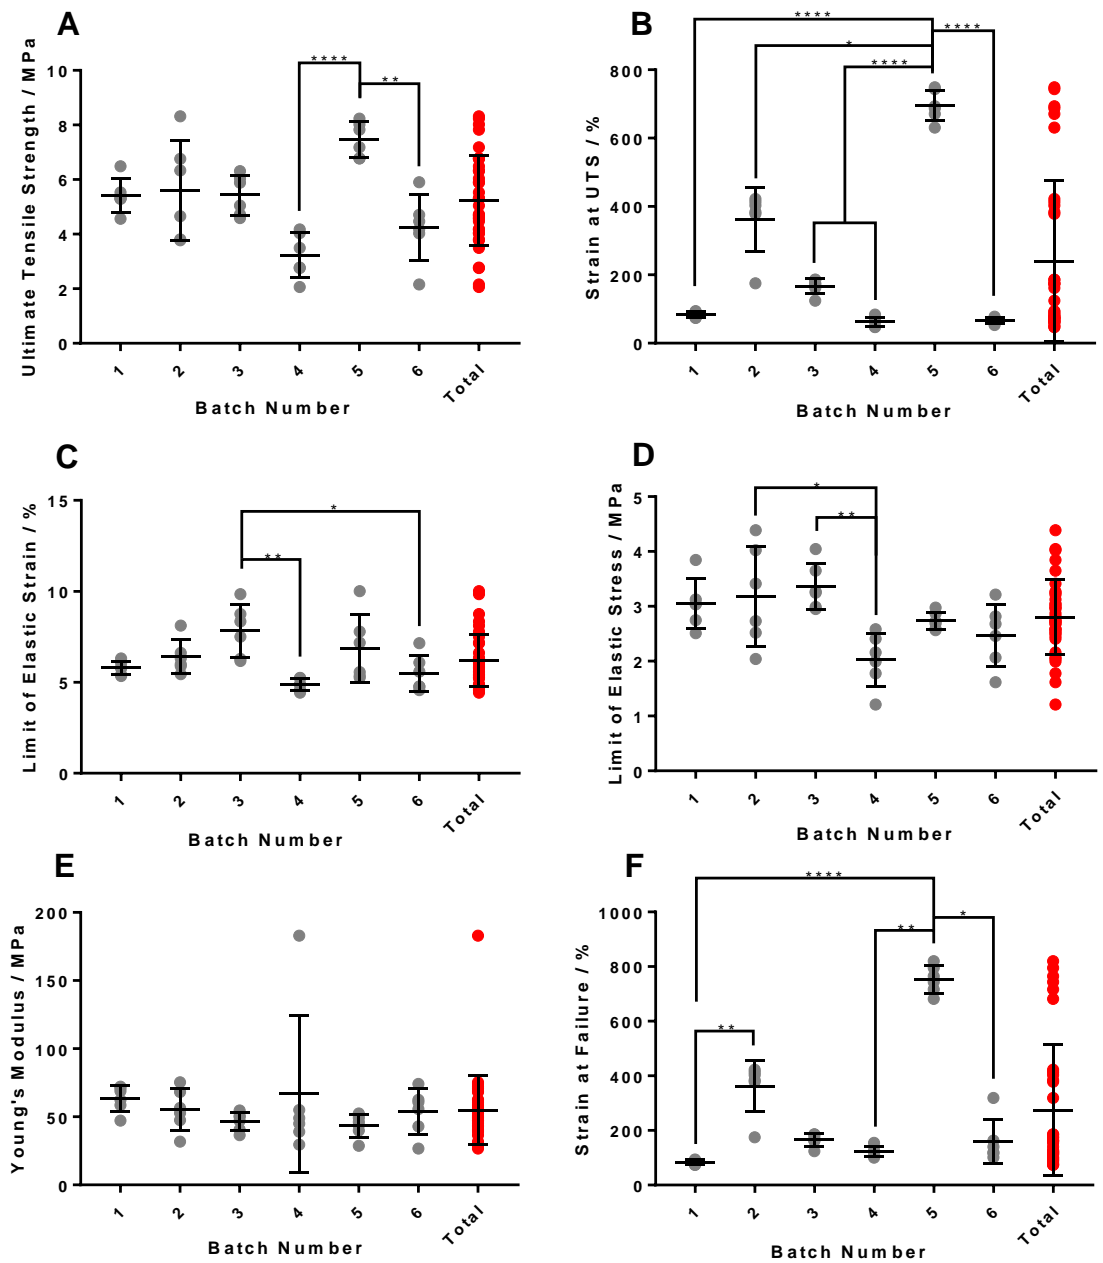 A
Ultimate Tensile Strength / MPa
10
8
6
4
2
0
****
**
1 2 3 4 5 6 Total
Batch Number
B
Strain at UTS / %
800
600
400
200
0
****
****
*
****
1 2 3 4 5 6 Total
Batch Number
C
Limit of Elastic Strain / %
15
10
5
0
*
**
1 2 3 4 5 6 Total
Batch Number
D
Limit of Elastic Stress / MPa
5
4
3
2
1
0
*
**
1 2 3 4 5 6 Total
Batch Number
E
Young's Modulus / MPa
200
150
100
50
0
1 2 3 4 5 6 Total
Batch Number
F
Strain at Failure / %
1000
800
600
400
200
0
****
*
**
**
1 2 3 4 5 6 Total
Batch Number